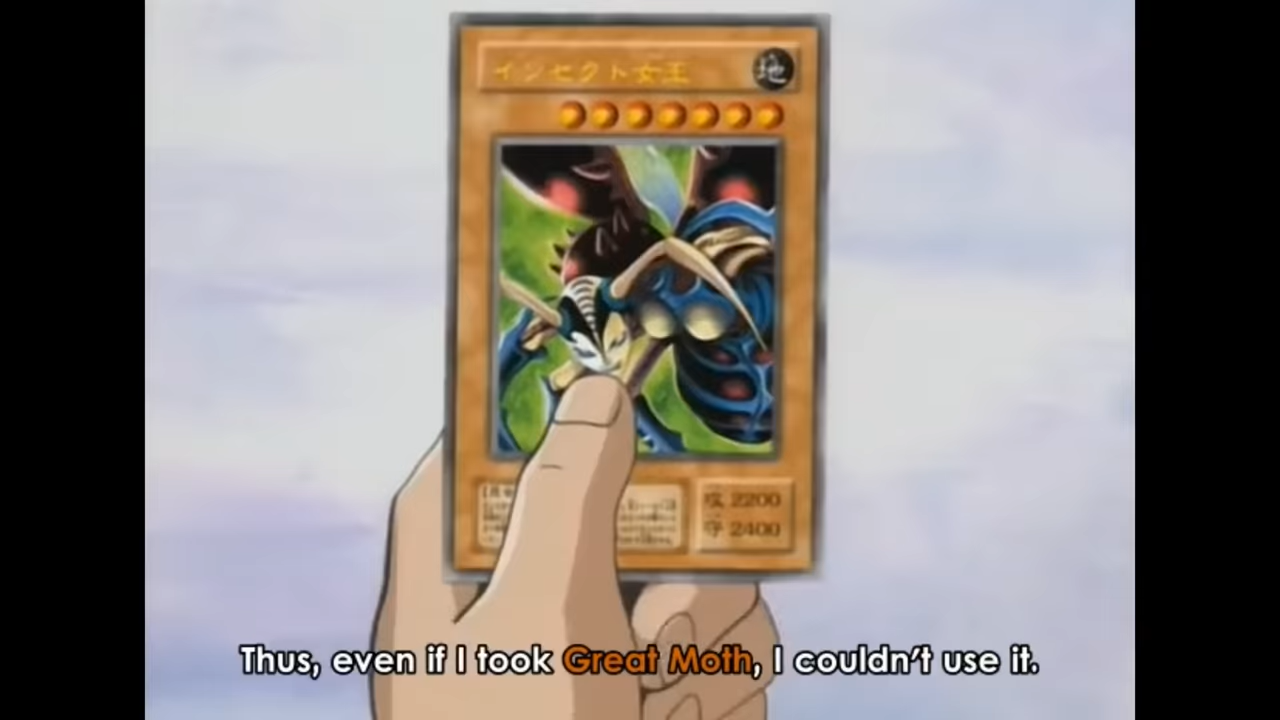 インセクト女王
地
攻 2200
守 2400
Thus, even if I took Great Moth, I couldn't use it.